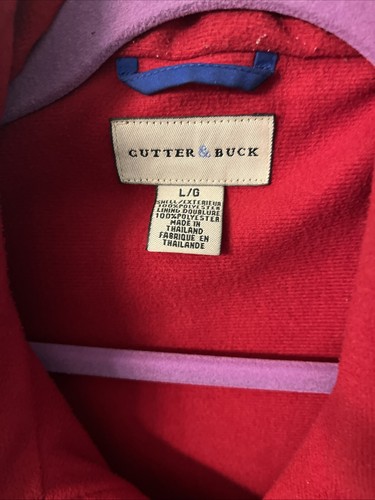 CUTTER & BUCK
L/G
SHELL/EXTERIEUR
100%POLYESTER
LINING DOUBLURE
100%POLYESTER
MADE IN
THAILAND
FABRIQUE EN
THAILANDE